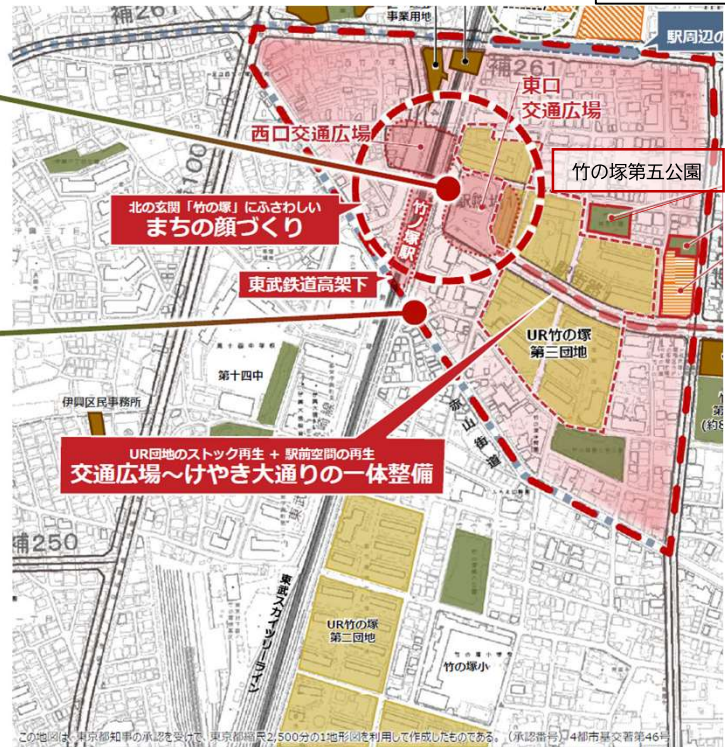 補261
事業用地
駅周辺の
補261
東口
交通広場
西口交通広場
竹の塚第五公園
北の玄関「竹の塚」にふさわしい
まちの顔づくり
竹ノ塚駅
東武鉄道高架下
100
UR竹の塚
第三団地
第十四中
伊興区民事務所
赤山街道
UR団地のストック再生 + 駅前空間の再生
交通広場~けやき大通りの一体整備
補250
東武スカイツリーライン
UR竹の塚
第二団地
竹の塚小
この地図は、東京都知事の承認を受けて、東京都縮尺2,500分の1地形図を利用して作成したものである。(承認番号)4都市基交著第46号